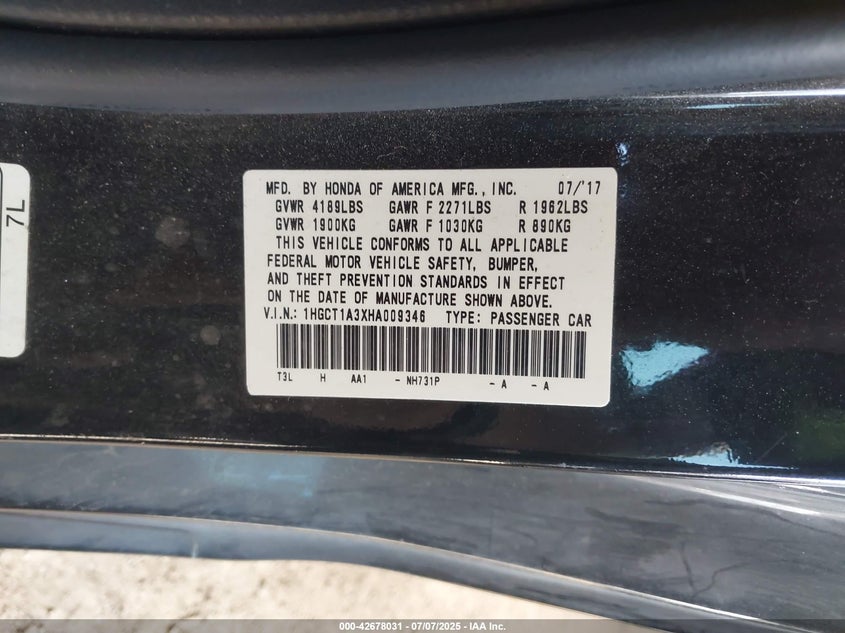 7L
MFD. BY HONDA OF AMERICA MFG., INC. 07/'17
GVWR 4189LBS GAWR F 2271LBS R 1962LBS
GVWR 1900KG GAWR F 1030KG R 890KG
THIS VEHICLE CONFORMS TO ALL APPLICABLE
FEDERAL MOTOR VEHICLE SAFETY, BUMPER,
AND THEFT PREVENTION STANDARDS IN EFFECT
ON THE DATE OF MANUFACTURE SHOWN ABOVE.
V.I.N.: 1HGCT1A3XHA009346 TYPE: PASSENGER CAR
T3L H AA1 - NH731P - A - A
000-42678031 - 07/07/2025 - IAA Inc.